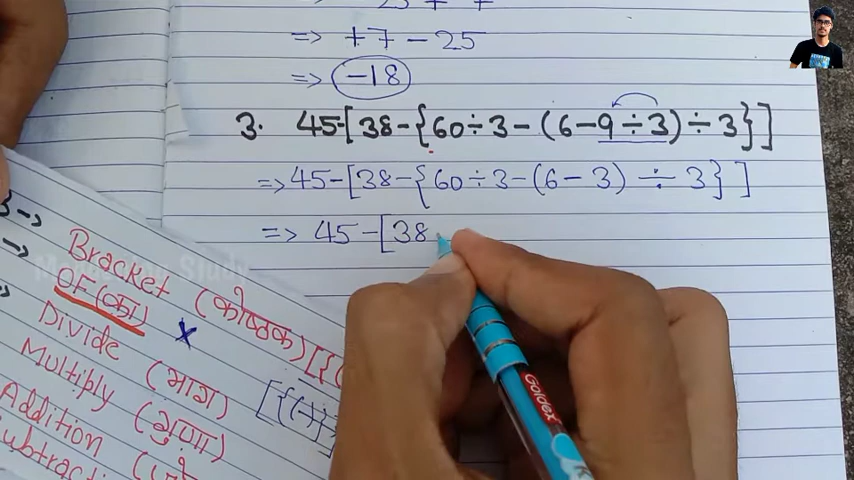 => +7 - 25
=> -18
3. 45-[38-{60÷3-(6-9÷3)÷3}]
=> 45-[38-{60÷3-(6-3) ÷ 3} ]
=> 45-[38
Bracket (कोष्ठक) [{(
OF (का)
Divide (भाग)
Multiply (गुणा)
Addition
Goldex